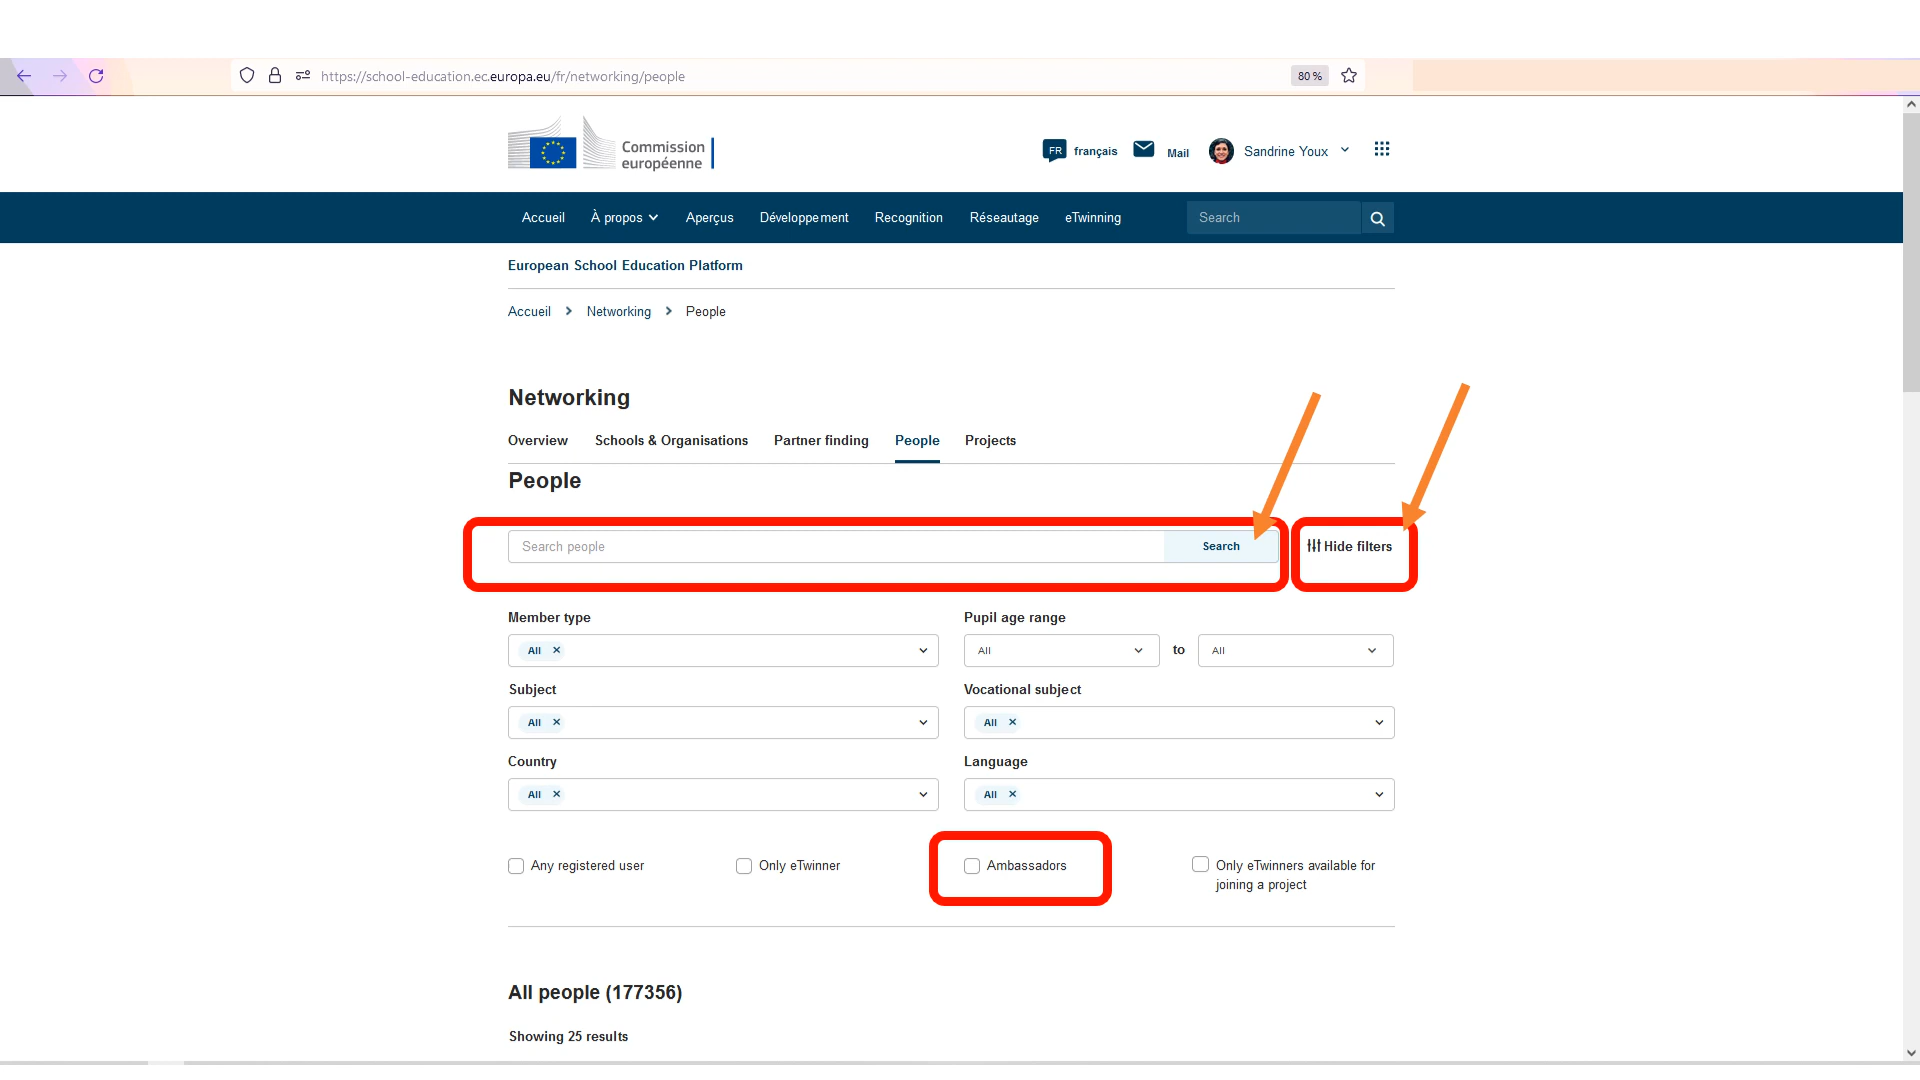 https://school-education.ec.europa.eu/fr/networking/people
80 %
Commission
européenne
FR français
Mail
Sandrine Youx
Accueil À propos Aperçus Développement Recognition Réseautage eTwinning Search
European School Education Platform
Accueil Networking People
Networking
Overview Schools & Organisations Partner finding People Projects
People
Search people Search Hide filters
Member type Pupil age range
All All to All
Subject Vocational subject
All All
Country Language
All All
Any registered user Only eTwinner Ambassadors Only eTwinners available for
joining a project
All people (177356)
Showing 25 results